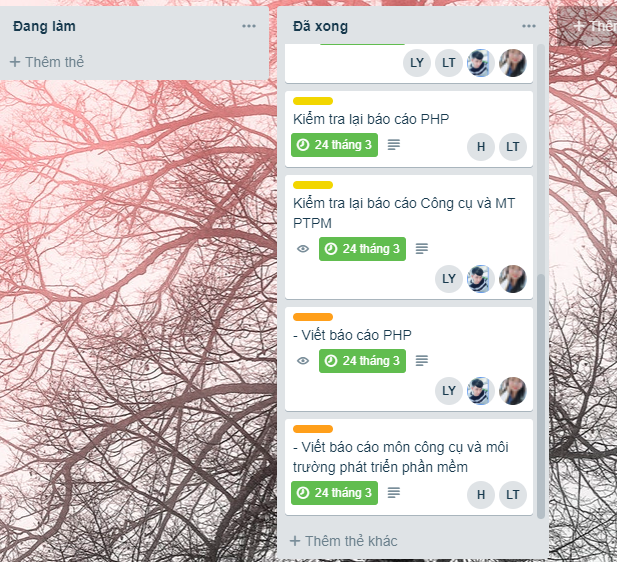 Đang làm
+ Thêm thẻ
Đã xong
+ Thêm
LY LT
Kiểm tra lại báo cáo PHP
24 tháng 3
H LT
Kiểm tra lại báo cáo Công cụ và MT
PTPM
24 tháng 3
LY
- Viết báo cáo PHP
24 tháng 3
LY
- Viết báo cáo môn công cụ và môi
trường phát triển phần mềm
24 tháng 3
H LT
+ Thêm thẻ khác